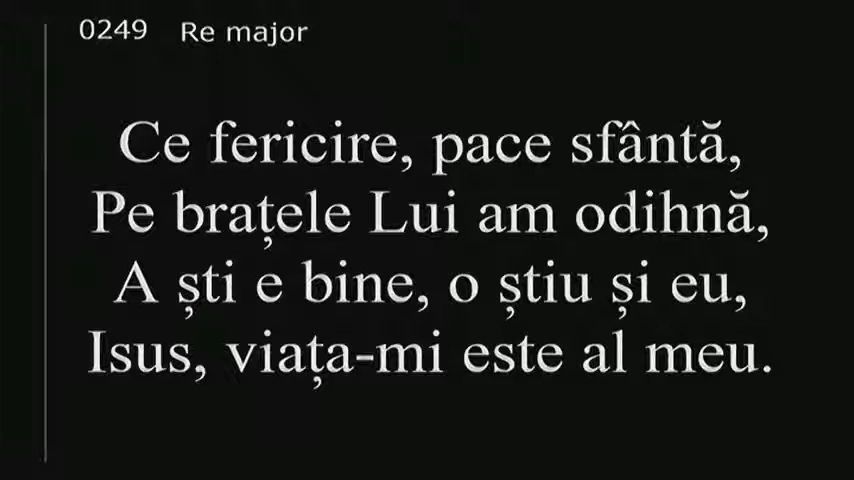 0249 Re major
Ce fericire, pace sfântă,
Pe brațele Lui am odihnă,
A ști e bine, o știu și eu,
Isus, viața-mi este al meu.